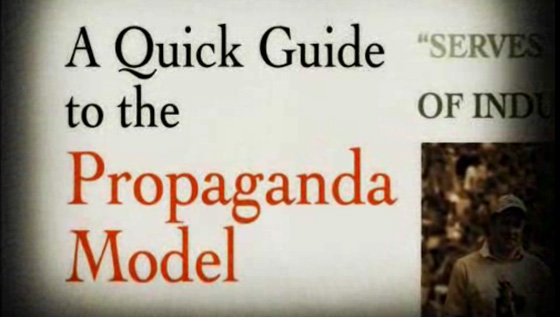 A Quick Guide
to the
Propaganda
Model
“SERVES
OF INDU